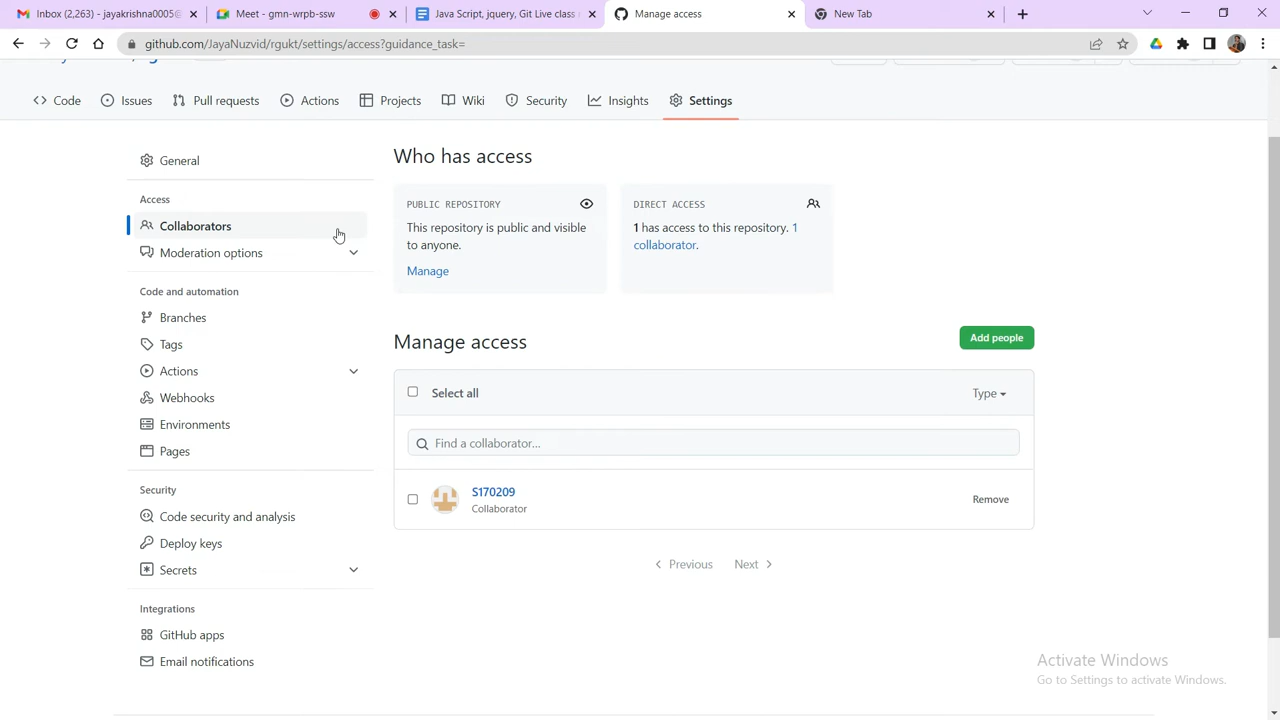 Inbox (2,263) - jayakrishna0005@
Meet - gmn-wrpb-ssw
Java Script, jquery, Git Live class
Manage access
New Tab
github.com/JayaNuzvid/rgukt/settings/access?guidance_task=
Code
Issues
Pull requests
Actions
Projects
Wiki
Security
Insights
Settings
General
Access
Collaborators
Moderation options
Code and automation
Branches
Tags
Actions
Webhooks
Environments
Pages
Security
Code security and analysis
Deploy keys
Secrets
Integrations
GitHub apps
Email notifications
Who has access
PUBLIC REPOSITORY
This repository is public and visible
to anyone.
Manage
DIRECT ACCESS
1 has access to this repository. 1
collaborator.
Manage access
Add people
Select all
Type
Find a collaborator...
S170209
Collaborator
Remove
Previous
Next
Activate Windows
Go to Settings to activate Windows.